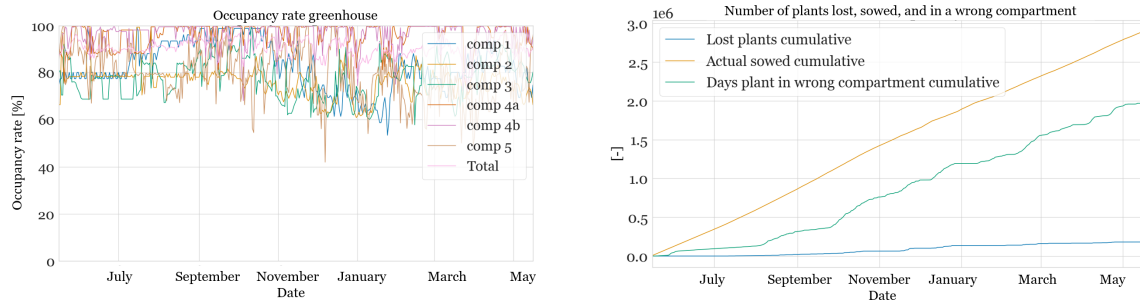 Occupancy rate greenhouse
100
80
60
40
20
0
Occupancy rate [%]
comp 1
comp 2
comp 3
comp 4a
comp 4b
comp 5
Total
July
September
November
January
March
May
Date
Number of plants lost, sowed, and in a wrong compartment
1e6
3.0
2.5
2.0
1.5
1.0
0.5
0.0
[-]
Lost plants cumulative
Actual sowed cumulative
Days plant in wrong compartment cumulative
July
September
November
January
March
May
Date